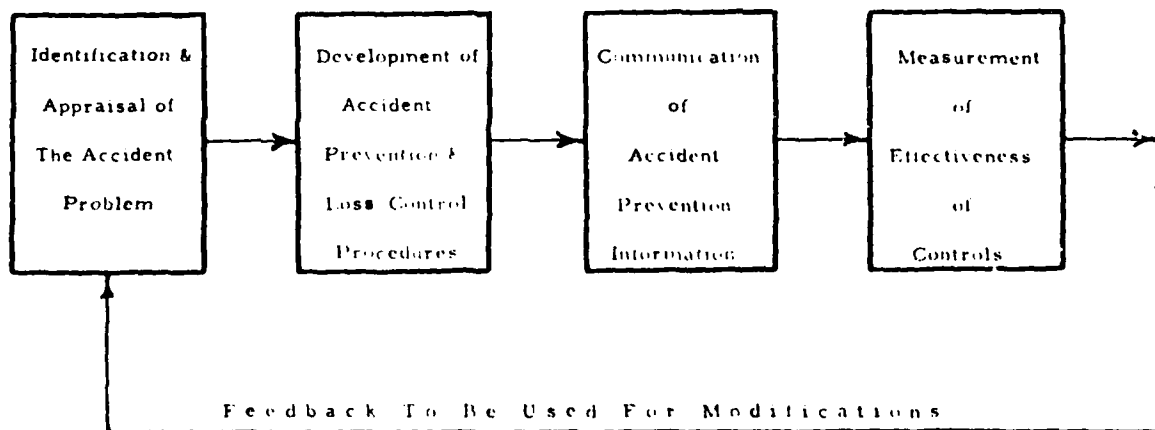 Identification &
Appraisal of
The Accident
Problem
Development of
Accident
Prevention &
Loss Control
Procedures
Communication
of
Accident
Prevention
Information
Measurement
of
Effectiveness
of
Controls
Feedback To Be Used For Modifications